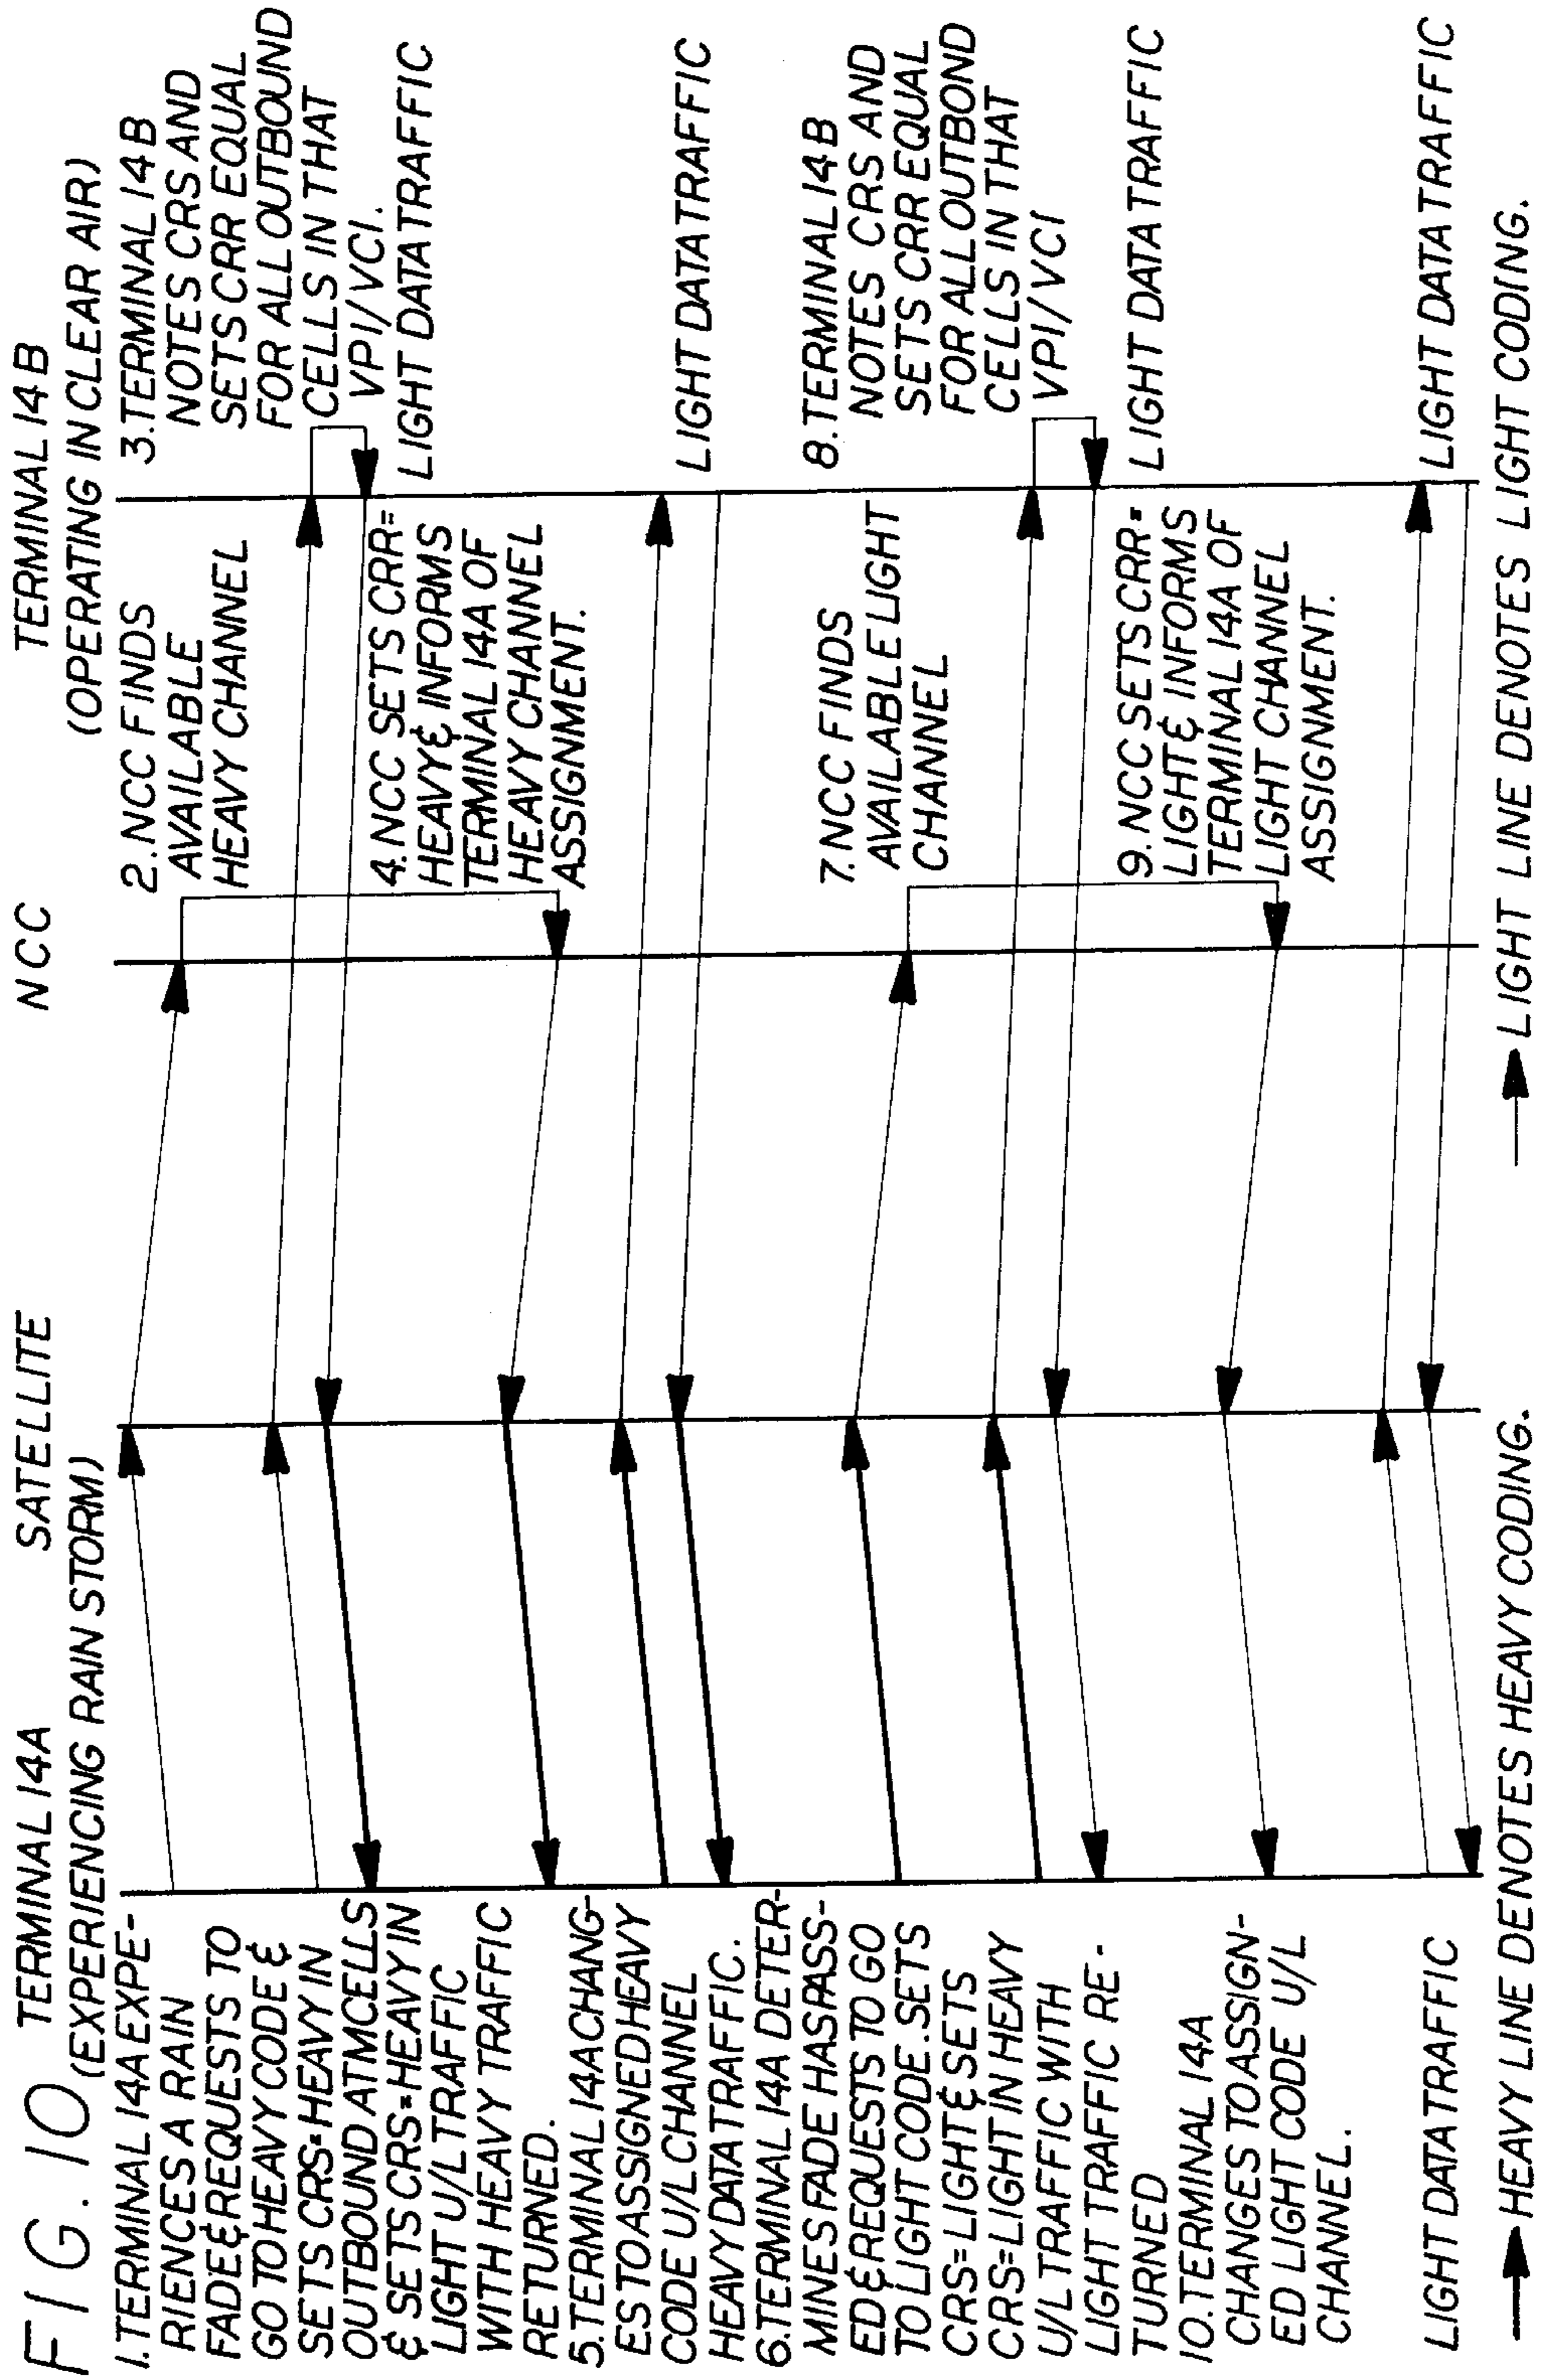 FIG. 10
TERMINAL 14A
(EXPERIENCING RAIN STORM)
SATELLITE
NCC
TERMINAL 14B
(OPERATING IN CLEAR AIR)
1. TERMINAL 14A EXPE-
RIENCES A RAIN
FADE & REQUESTS TO
GO TO HEAVY CODE &
SETS CRS=HEAVY IN
OUTBOUND ATM CELLS
& SETS CRS=HEAVY IN
LIGHT U/L TRAFFIC
WITH HEAVY TRAFFIC
RETURNED.
5. TERMINAL 14A CHANG-
ES TO ASSIGNED HEAVY
CODE U/L CHANNEL
HEAVY DATA TRAFFIC.
6. TERMINAL 14A DETER-
MINES FADE HAS PASS-
ED & REQUESTS TO GO
TO LIGHT CODE. SETS
CRS=LIGHT & SETS
CRS=LIGHT IN HEAVY
U/L TRAFFIC WITH
LIGHT TRAFFIC RE-
TURNED
10. TERMINAL 14A
CHANGES TO ASSIGN-
ED LIGHT CODE U/L
CHANNEL.
LIGHT DATA TRAFFIC
2. NCC FINDS
AVAILABLE
HEAVY CHANNEL
4. NCC SETS CRR=
HEAVY & INFORMS
TERMINAL 14A OF
HEAVY CHANNEL
ASSIGNMENT.
7. NCC FINDS
AVAILABLE LIGHT
CHANNEL
9. NCC SETS CRR=
LIGHT & INFORMS
TERMINAL 14A OF
LIGHT CHANNEL
ASSIGNMENT.
3. TERMINAL 14B
NOTES CRS AND
SETS CRR EQUAL
FOR ALL OUTBOUND
CELLS IN THAT
VPI/VCI.
LIGHT DATA TRAFFIC
LIGHT DATA TRAFFIC
8. TERMINAL 14B
NOTES CRS AND
SETS CRR EQUAL
FOR ALL OUTBOND
CELLS IN THAT
VPI/VCI
LIGHT DATA TRAFFIC
LIGHT DATA TRAFFIC
HEAVY LINE DENOTES HEAVY CODING.
LIGHT LINE DENOTES LIGHT CODING.